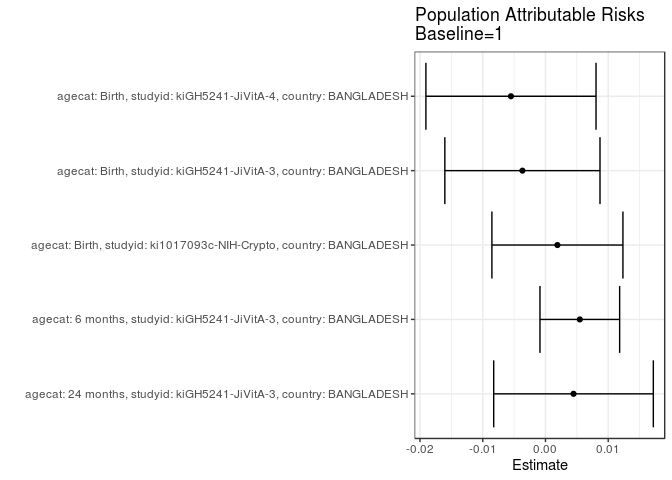 Population Attributable Risks
Baseline=1
agecat: Birth, studyid: kiGH5241-JiVitA-4, country: BANGLADESH
agecat: Birth, studyid: kiGH5241-JiVitA-3, country: BANGLADESH
agecat: Birth, studyid: ki1017093c-NIH-Crypto, country: BANGLADESH
agecat: 6 months, studyid: kiGH5241-JiVitA-3, country: BANGLADESH
agecat: 24 months, studyid: kiGH5241-JiVitA-3, country: BANGLADESH
-0.02 -0.01 0.00 0.01
Estimate